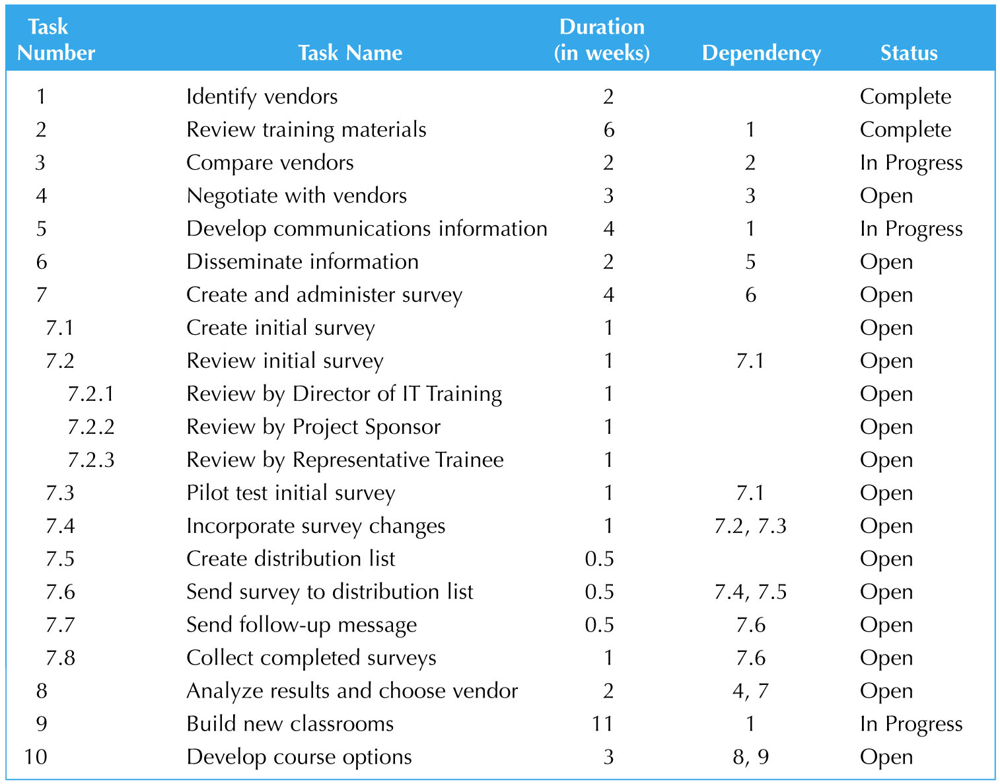 Task Number Task Name Duration (in weeks) Dependency Status
1 Identify vendors 2 Complete
2 Review training materials 6 1 Complete
3 Compare vendors 2 2 In Progress
4 Negotiate with vendors 3 3 Open
5 Develop communications information 4 1 In Progress
6 Disseminate information 2 5 Open
7 Create and administer survey 4 6 Open
7.1 Create initial survey 1 Open
7.2 Review initial survey 1 7.1 Open
7.2.1 Review by Director of IT Training 1 Open
7.2.2 Review by Project Sponsor 1 Open
7.2.3 Review by Representative Trainee 1 Open
7.3 Pilot test initial survey 1 7.1 Open
7.4 Incorporate survey changes 1 7.2, 7.3 Open
7.5 Create distribution list 0.5 Open
7.6 Send survey to distribution list 0.5 7.4, 7.5 Open
7.7 Send follow-up message 0.5 7.6 Open
7.8 Collect completed surveys 1 7.6 Open
8 Analyze results and choose vendor 2 4, 7 Open
9 Build new classrooms 11 1 In Progress
10 Develop course options 3 8, 9 Open